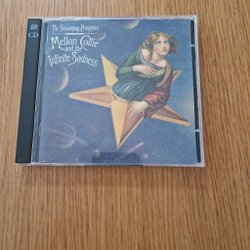 2
CD
The Smashing Pumpkins
Mellon Collie
and the
Infinite Sadness